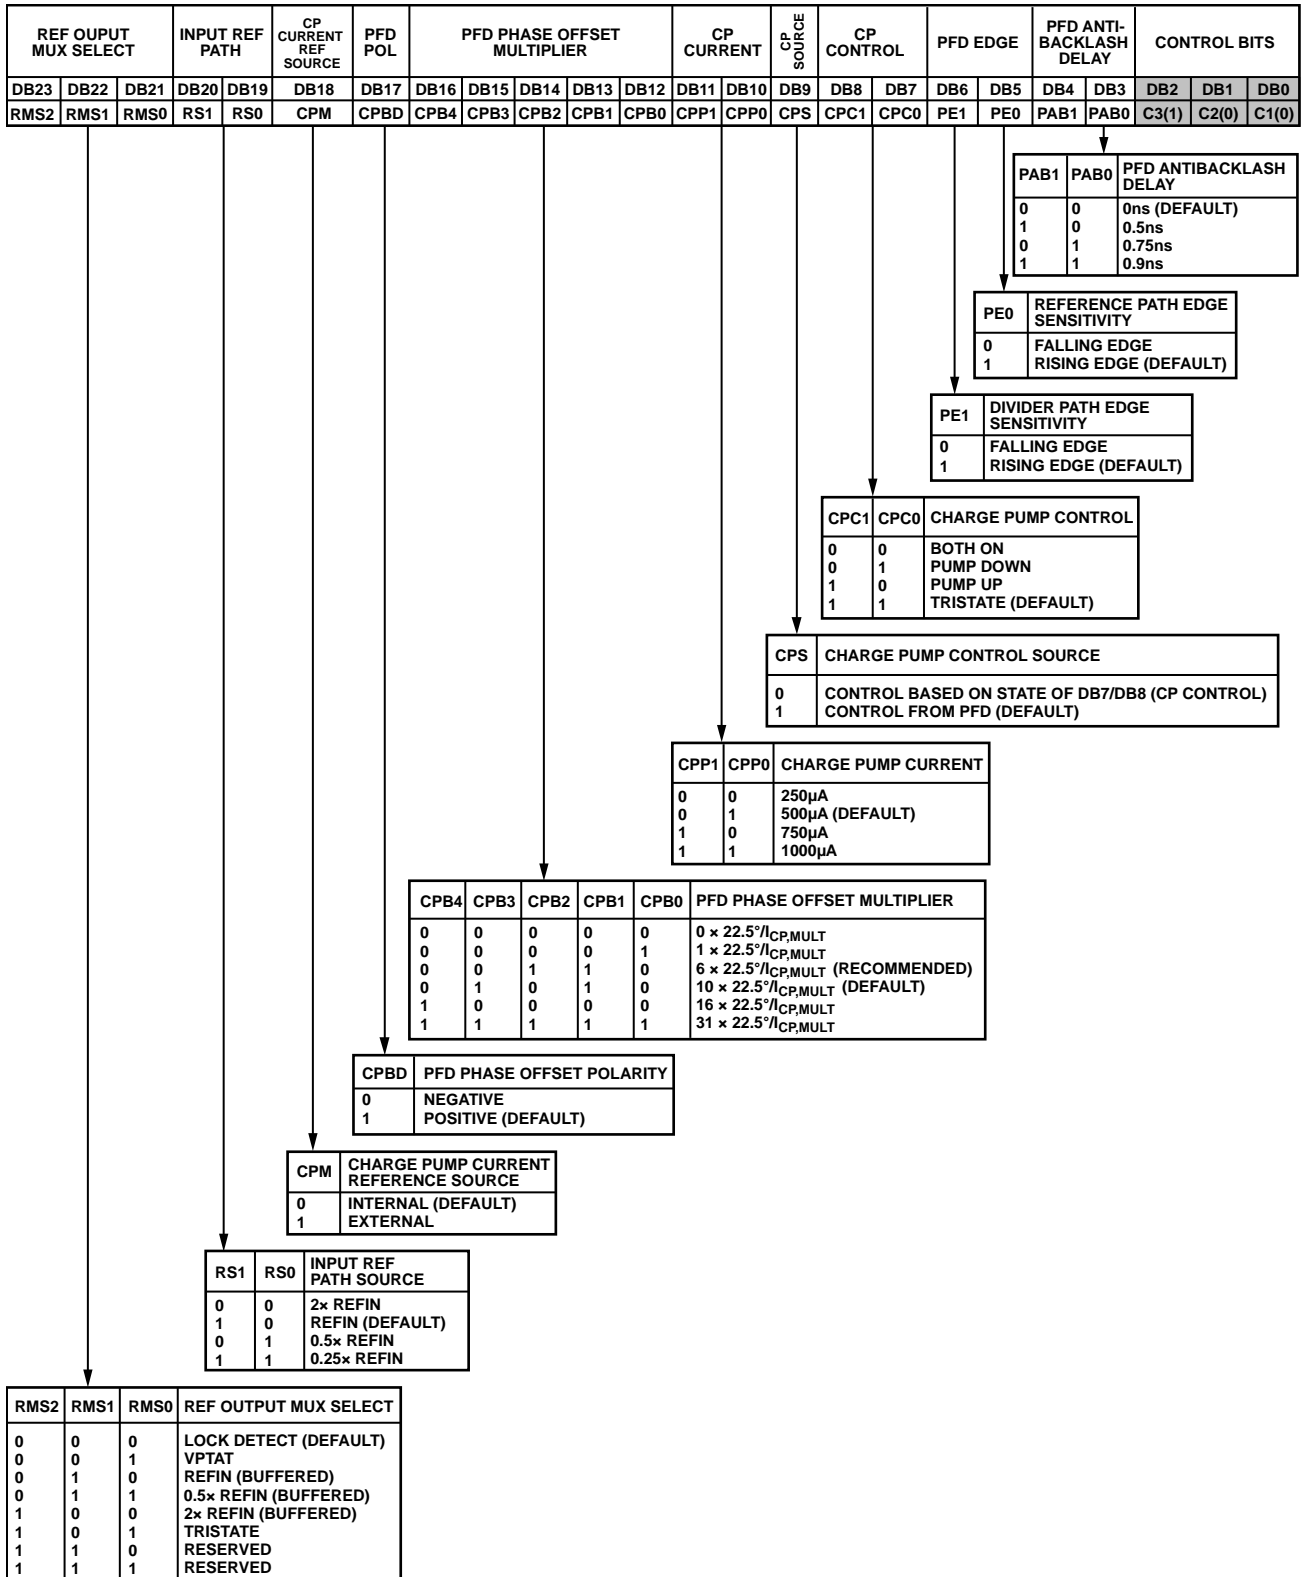 REF OUPUT MUX SELECT | INPUT REF PATH | CP CURRENT REF SOURCE | PFD POL | PFD PHASE OFFSET MULTIPLIER | CP CURRENT | CP SOURCE | CP CONTROL | PFD EDGE | PFD ANTI-BACKLASH DELAY | CONTROL BITS
DB23 DB22 DB21 DB20 DB19 DB18 DB17 DB16 DB15 DB14 DB13 DB12 DB11 DB10 DB9 DB8 DB7 DB6 DB5 DB4 DB3 DB2 DB1 DB0
RMS2 RMS1 RMS0 RS1 RS0 CPM CPBD CPB4 CPB3 CPB2 CPB1 CPB0 CPP1 CPP0 CPS CPC1 CPC0 PE1 PE0 PAB1 PAB0 C3(1) C2(0) C1(0)
PAB1 PAB0 PFD ANTIBACKLASH DELAY
0 0 0ns (DEFAULT)
1 0 0.5ns
0 1 0.75ns
1 1 0.9ns
PE0 REFERENCE PATH EDGE SENSITIVITY
0 FALLING EDGE
1 RISING EDGE (DEFAULT)
PE1 DIVIDER PATH EDGE SENSITIVITY
0 FALLING EDGE
1 RISING EDGE (DEFAULT)
CPC1 CPC0 CHARGE PUMP CONTROL
0 0 BOTH ON
0 1 PUMP DOWN
1 0 PUMP UP
1 1 TRISTATE (DEFAULT)
CPS CHARGE PUMP CONTROL SOURCE
0 CONTROL BASED ON STATE OF DB7/DB8 (CP CONTROL)
1 CONTROL FROM PFD (DEFAULT)
CPP1 CPP0 CHARGE PUMP CURRENT
0 0 250µA
0 1 500µA (DEFAULT)
1 0 750µA
1 1 1000µA
CPB4 CPB3 CPB2 CPB1 CPB0 PFD PHASE OFFSET MULTIPLIER
0 0 0 0 0 0 × 22.5°/ICP,MULT
0 0 0 0 1 1 × 22.5°/ICP,MULT
0 0 1 1 0 6 × 22.5°/ICP,MULT (RECOMMENDED)
0 1 0 1 0 10 × 22.5°/ICP,MULT (DEFAULT)
1 0 0 0 0 16 × 22.5°/ICP,MULT
1 1 1 1 1 31 × 22.5°/ICP,MULT
CPBD PFD PHASE OFFSET POLARITY
0 NEGATIVE
1 POSITIVE (DEFAULT)
CPM CHARGE PUMP CURRENT REFERENCE SOURCE
0 INTERNAL (DEFAULT)
1 EXTERNAL
RS1 RS0 INPUT REF PATH SOURCE
0 0 2× REFIN
1 0 REFIN (DEFAULT)
0 1 0.5× REFIN
1 1 0.25× REFIN
RMS2 RMS1 RMS0 REF OUTPUT MUX SELECT
0 0 0 LOCK DETECT (DEFAULT)
0 0 1 VPTAT
0 1 0 REFIN (BUFFERED)
0 1 1 0.5× REFIN (BUFFERED)
1 0 0 2× REFIN (BUFFERED)
1 0 1 TRISTATE
1 1 0 RESERVED
1 1 1 RESERVED